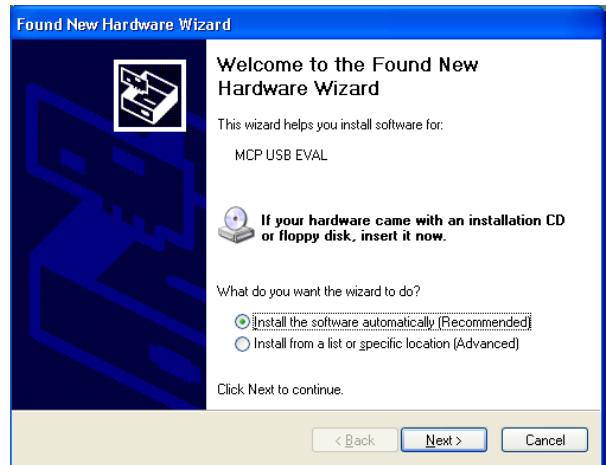 Found New Hardware Wizard
Welcome to the Found New
Hardware Wizard
This wizard helps you install software for:
MCP USB EVAL
If your hardware came with an installation CD
or floppy disk, insert it now.
What do you want the wizard to do?
Install the software automatically (Recommended)
Install from a list or specific location (Advanced)
Click Next to continue.
< Back
Next >
Cancel